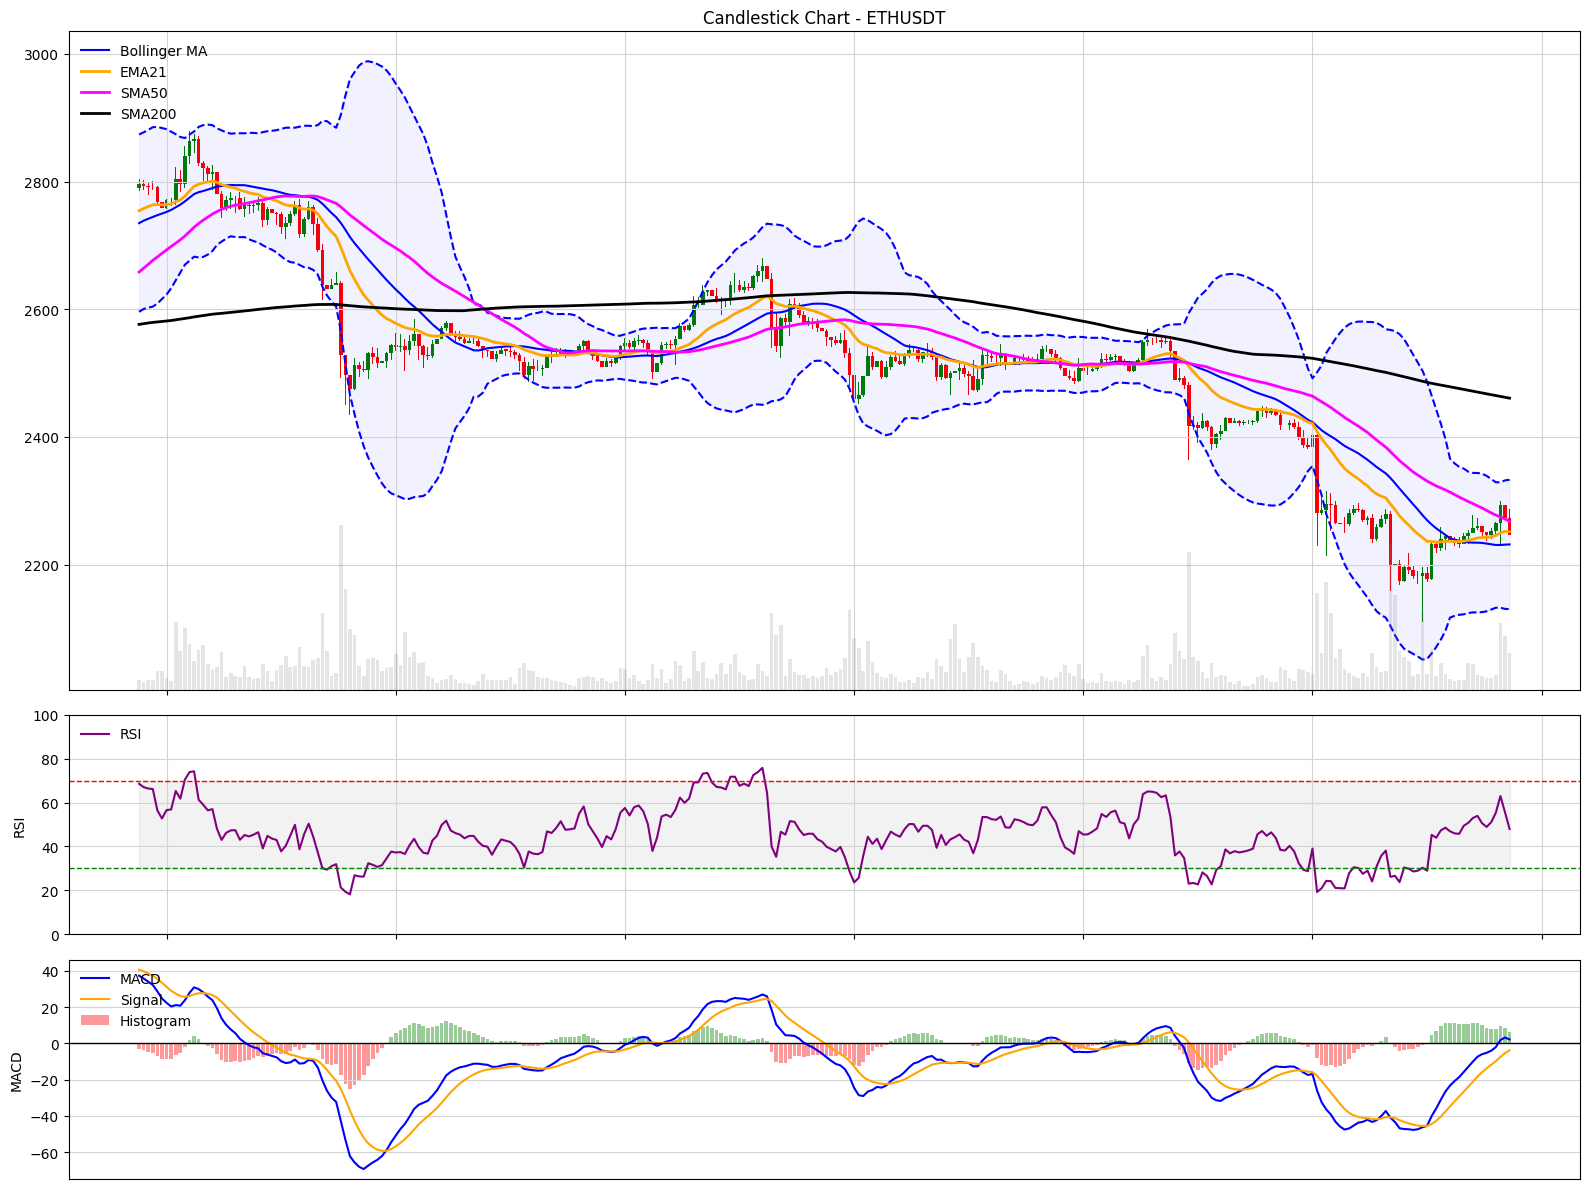 Candlestick Chart - ETHUSDT
Bollinger MA
EMA21
SMA50
SMA200
3000
2800
2600
2400
2200
RSI
100
80
60
40
20
0
RSI
MACD
Signal
Histogram
40
20
0
−20
−40
−60
MACD